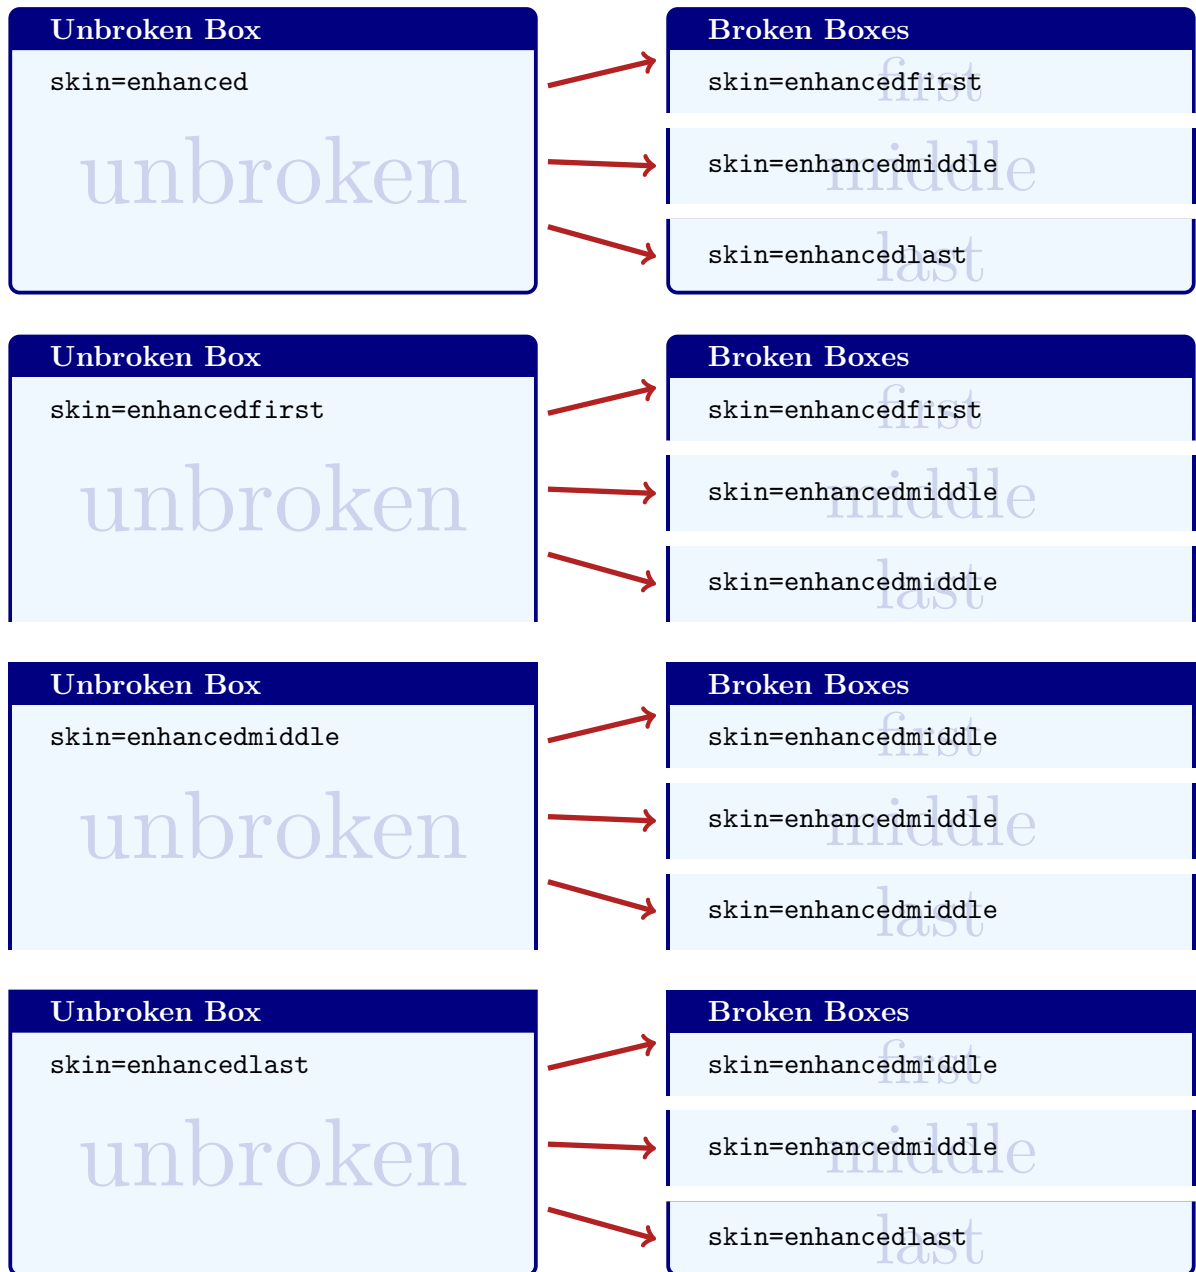 Unbroken Box
skin=enhanced
unbroken
Broken Boxes
first
skin=enhancedfirst
middle
skin=enhancedmiddle
last
skin=enhancedlast
Unbroken Box
skin=enhancedfirst
unbroken
Broken Boxes
first
skin=enhancedfirst
middle
skin=enhancedmiddle
last
skin=enhancedmiddle
Unbroken Box
skin=enhancedmiddle
unbroken
Broken Boxes
first
skin=enhancedmiddle
middle
skin=enhancedmiddle
last
skin=enhancedmiddle
Unbroken Box
skin=enhancedlast
unbroken
Broken Boxes
first
skin=enhancedmiddle
middle
skin=enhancedmiddle
last
skin=enhancedlast